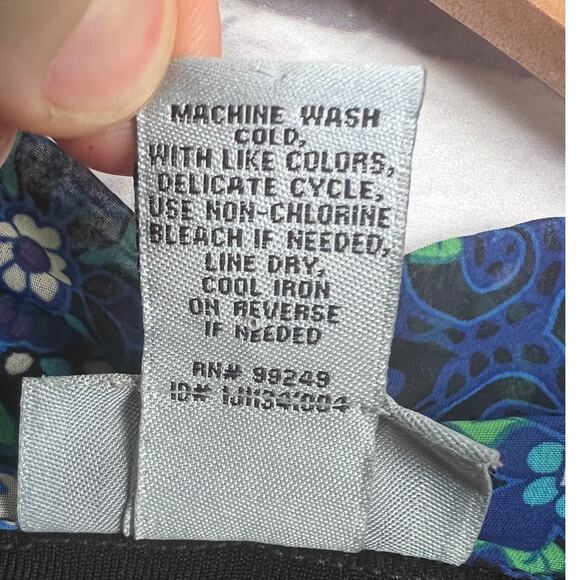 MACHINE WASH
COLD,
WITH LIKE COLORS,
DELICATE CYCLE,
USE NON-CHLORINE
BLEACH IF NEEDED,
LINE DRY,
COOL IRON
ON REVERSE
IF NEEDED
RN# 99249
ID#